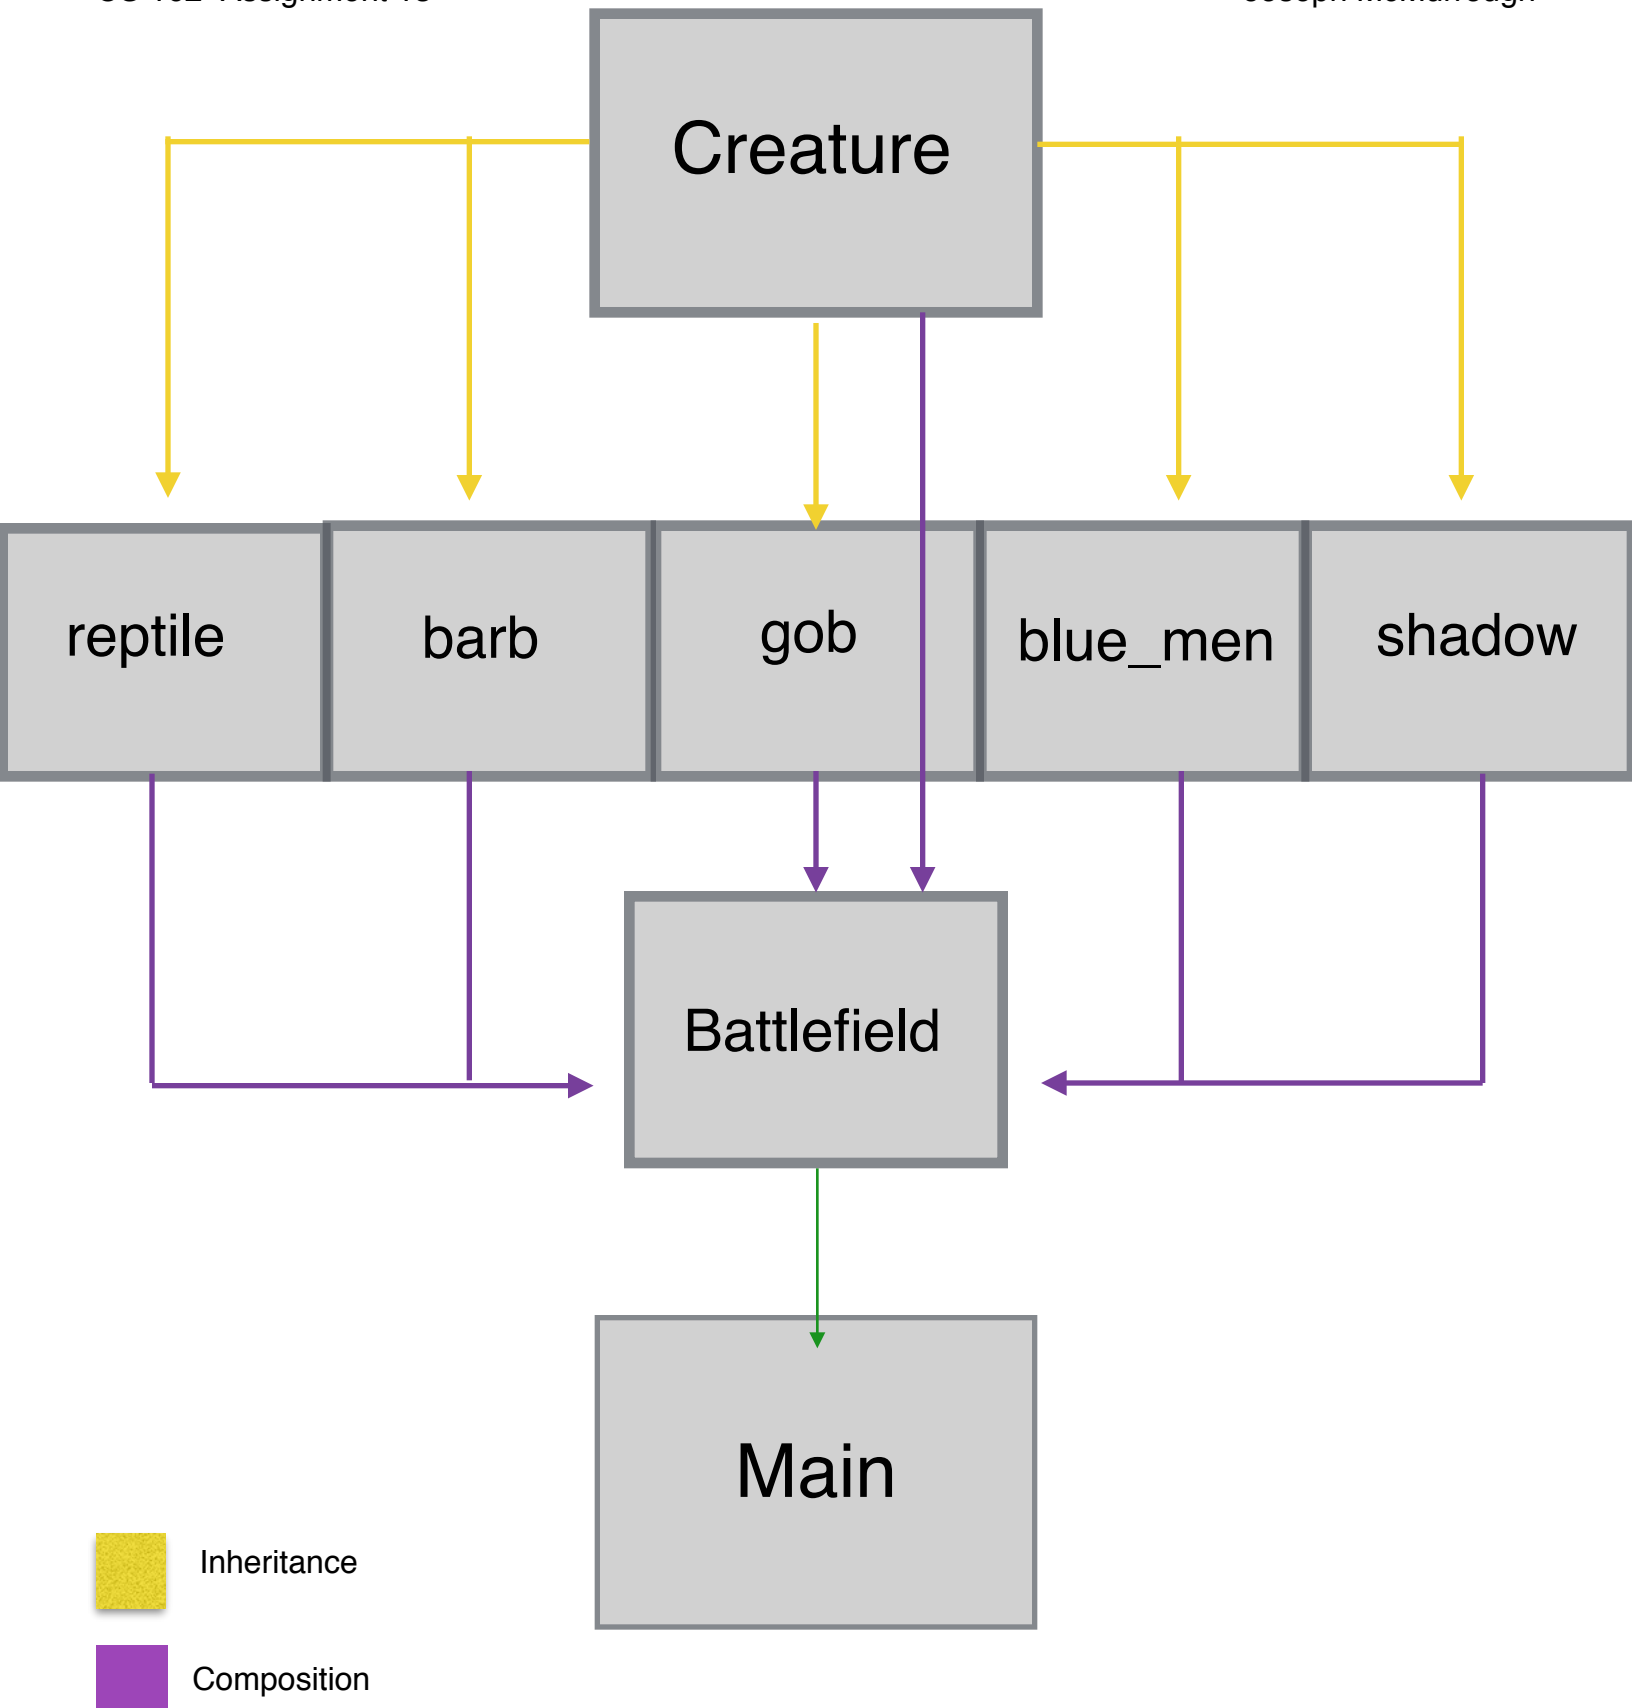 Creature
reptile
barb
gob
blue_men
shadow
Battlefield
Main
Inheritance
Composition